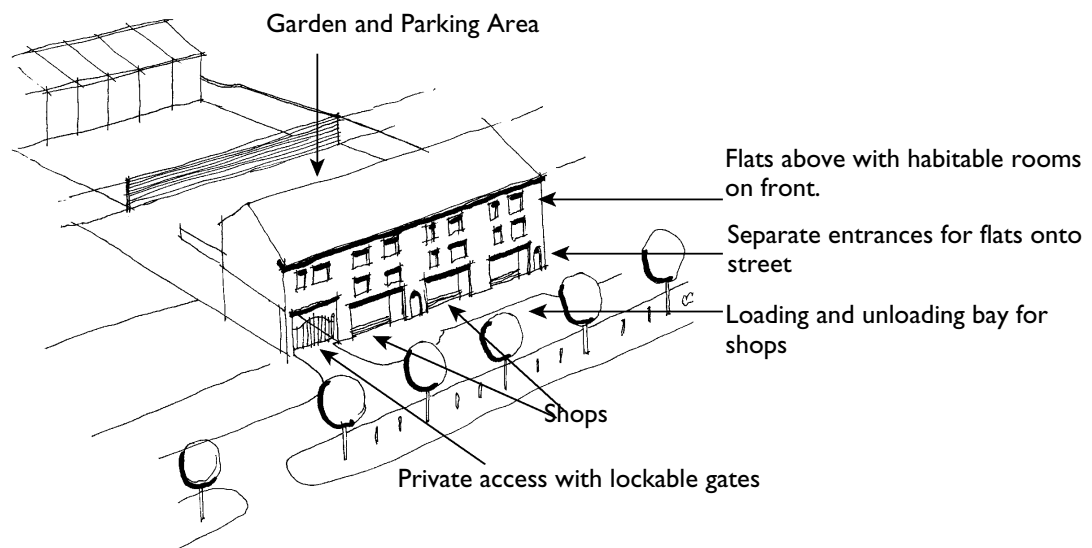 Garden and Parking Area
Flats above with habitable rooms
on front.
Separate entrances for flats onto
street
Loading and unloading bay for
shops
Shops
Private access with lockable gates